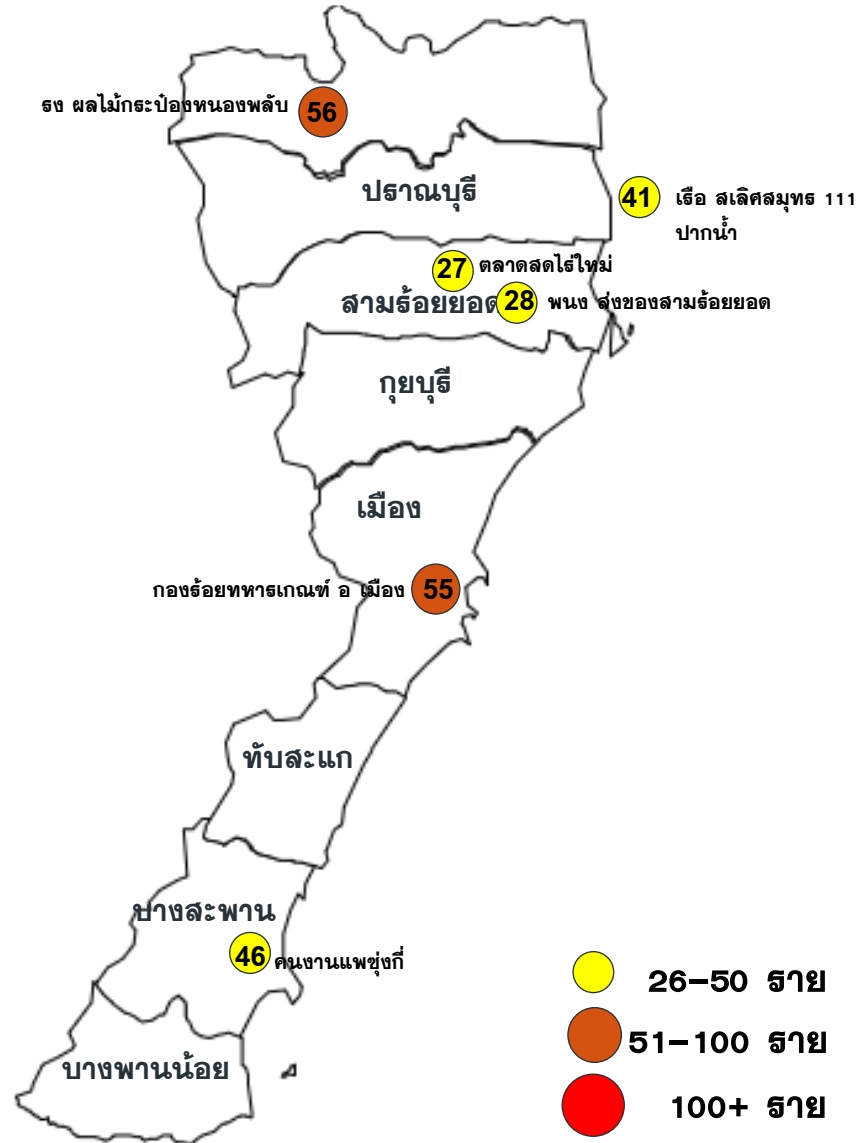 รง ผลไม้กระป๋องหนองพลับ 56
ปราณบุรี
41 เรือ สเลิศสมุทร 111
ปากน้ำ
27 ตลาดสดไร่ใหม่
สามร้อยยอด 28 พนง ส่งของสามร้อยยอด
กุยบุรี
เมือง
กองร้อยทหารเกณฑ์ อ เมือง 55
ทับสะแก
บางสะพาน
46 คนงานแพซุ่งกี่
บางพานน้อย
26-50 ราย
51-100 ราย
100+ ราย